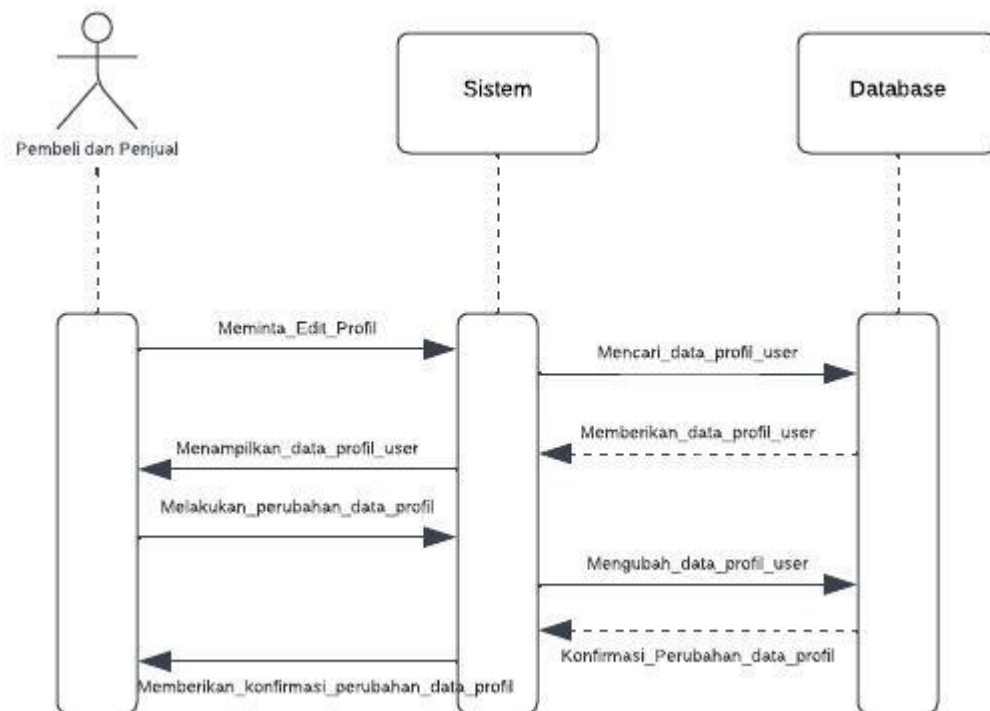 Sistem
Database
Pembeli dan Penjual
Meminta_Edit_Profil
Mencari_data_profil_user
Memberikan_data_profil_user
Menampilkan_data_profil_user
Melakukan_perubahan_data_profil
Mengubah_data_profil_user
Konfirmasi_Perubahan_data_profil
Memberikan_konfirmasi_perubahan_data_profil